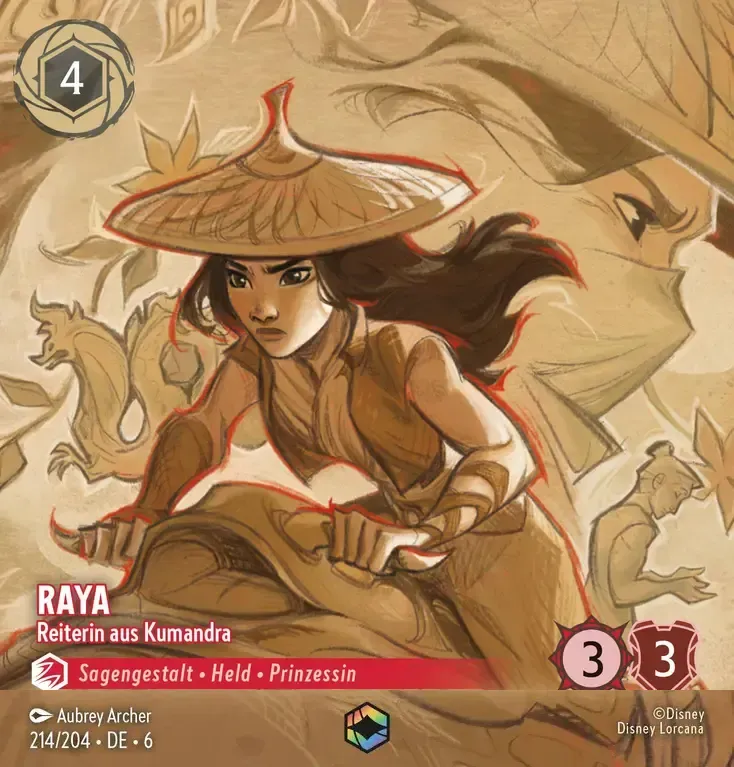 4
RAYA
Reiterin aus Kumandra
Sagengestalt • Held • Prinzessin
3 3
Aubrey Archer
214/204 • DE • 6
©Disney
Disney Lorcana